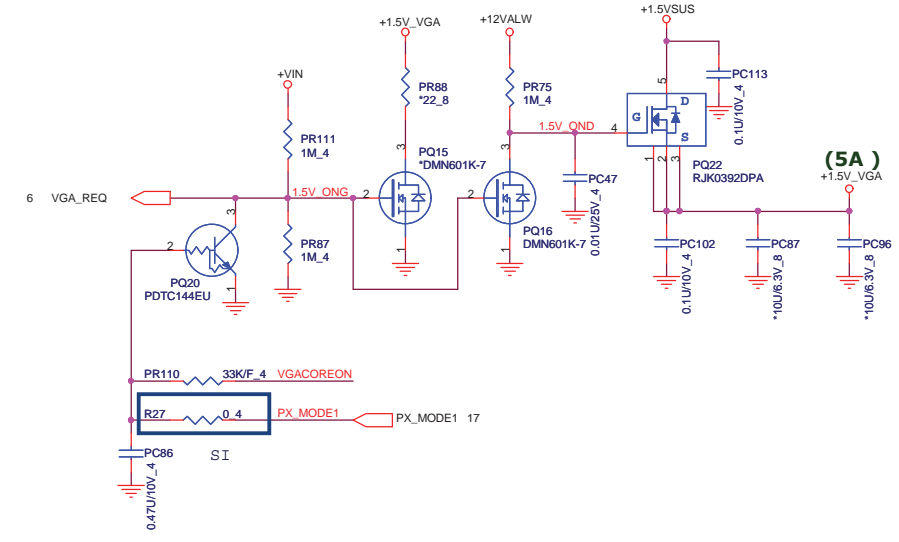 +1.5V_VGA
+12VALW
+1.5VSUS
+VIN
PR88
*22_8
PR75
1M_4
PC113
0.1U/10V_4
5
D
G
S
4
1
2
3
PQ22
RJK0392DPA
PR111
1M_4
3
PQ15
*DMN601K-7
3
1.5V_OND
PC47
0.01U/25V_4
(5A )
+1.5V_VGA
6 VGA_REQ
1.5V_ONG
2
2
3
1
1
PQ16
DMN601K-7
2
PR87
1M_4
PQ20
PDTC144EU
1
PC102
0.1U/10V_4
PC87
*10U/6.3V_8
PC96
*10U/6.3V_8
PR110 33K/F_4 VGACOREON
R27 0_4 PX_MODE1
PX_MODE1 17
PC86
0.47U/10V_4
SI